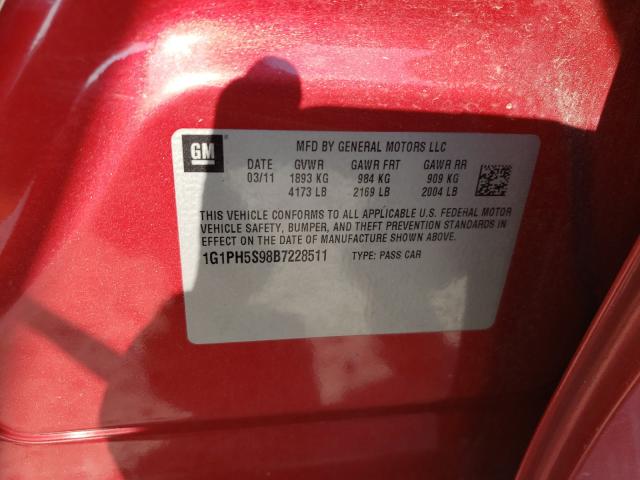 GM
MFD BY GENERAL MOTORS LLC
DATE GVWR GAWR FRT GAWR RR
03/11 1893 KG 984 KG 909 KG
4173 LB 2169 LB 2004 LB
THIS VEHICLE CONFORMS TO ALL APPLICABLE U.S. FEDERAL MOTOR
VEHICLE SAFETY, BUMPER, AND THEFT PREVENTION STANDARDS IN
EFFECT ON THE DATE OF MANUFACTURE SHOWN ABOVE.
1G1PH5S98B7228511 TYPE: PASS CAR